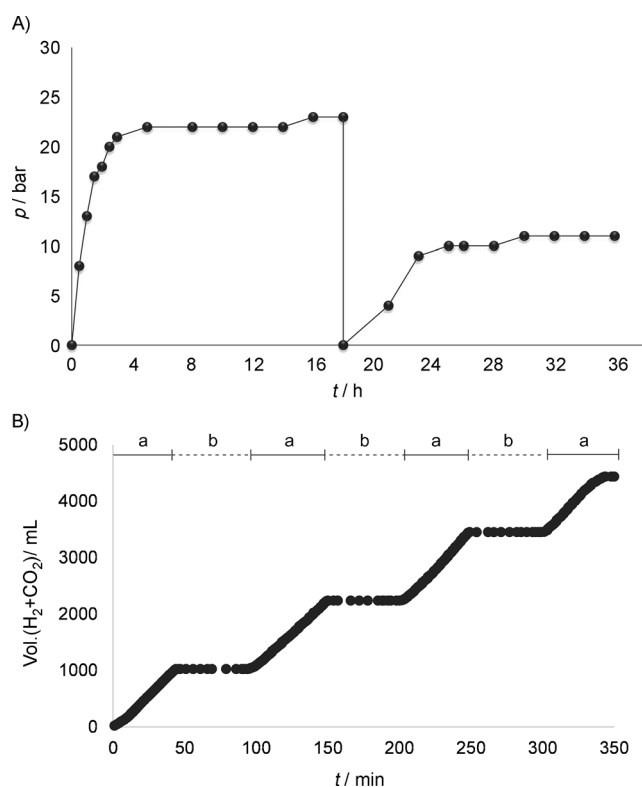 A)
30
25
20
15
10
5
0
p / bar
0 4 8 12 16 20 24 28 32 36
t / h
B)
a b a b a b a
5000
4000
3000
2000
1000
0
Vol.(H₂+CO₂)/ mL
0 50 100 150 200 250 300 350
t / min